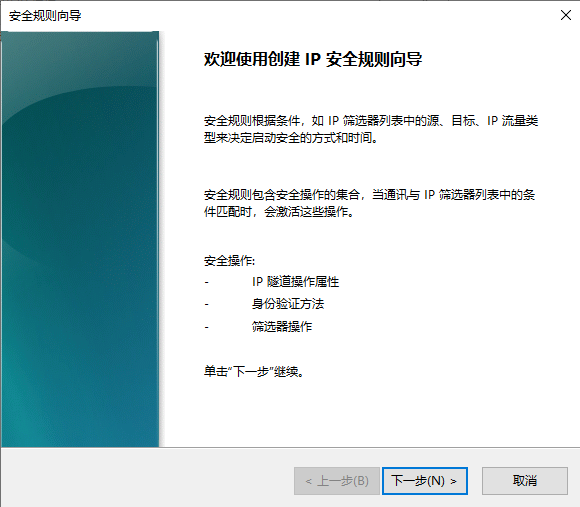 安全规则向导
欢迎使用创建 IP 安全规则向导
安全规则根据条件，如 IP 筛选器列表中的源、目标、IP 流量类
型来决定启动安全的方式和时间。
安全规则包含安全操作的集合，当通讯与 IP 筛选器列表中的条
件匹配时，会激活这些操作。
安全操作:
- IP 隧道操作属性
- 身份验证方法
- 筛选器操作
单击“下一步”继续。
< 上一步(B) 下一步(N) > 取消